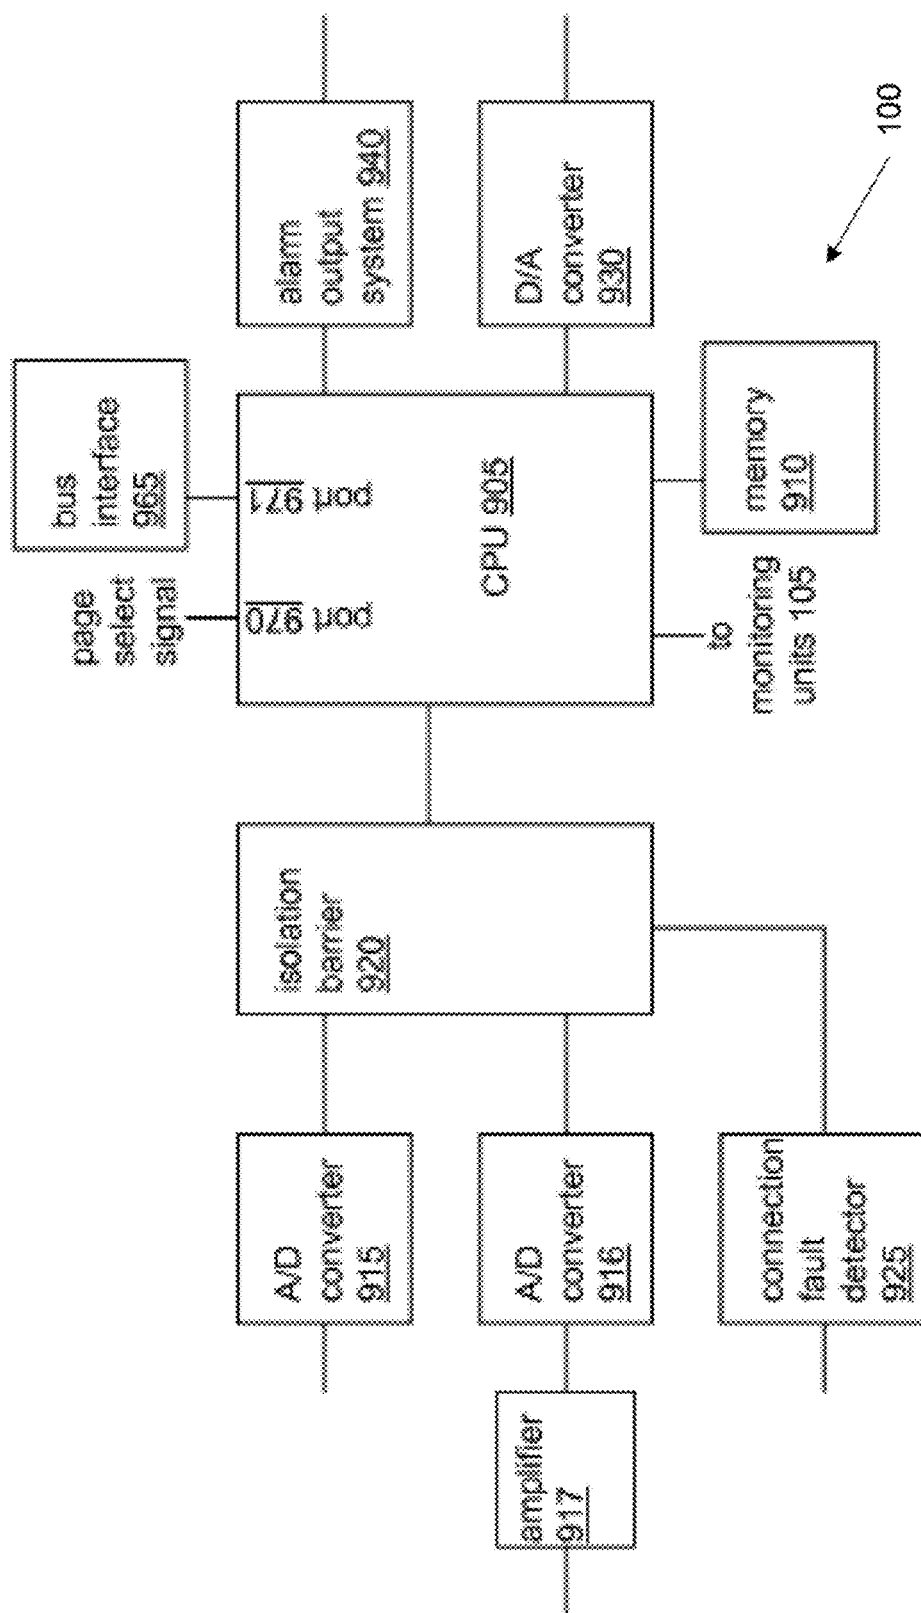 amplifier
917
A/D
converter
915
A/D
converter
916
connection
fault
detector
925
isolation
barrier
920
page
select
signal
bus
interface
965
port 970
port 971
CPU 905
to
monitoring
units 105
memory
910
alarm
output
system 940
D/A
converter
930
100